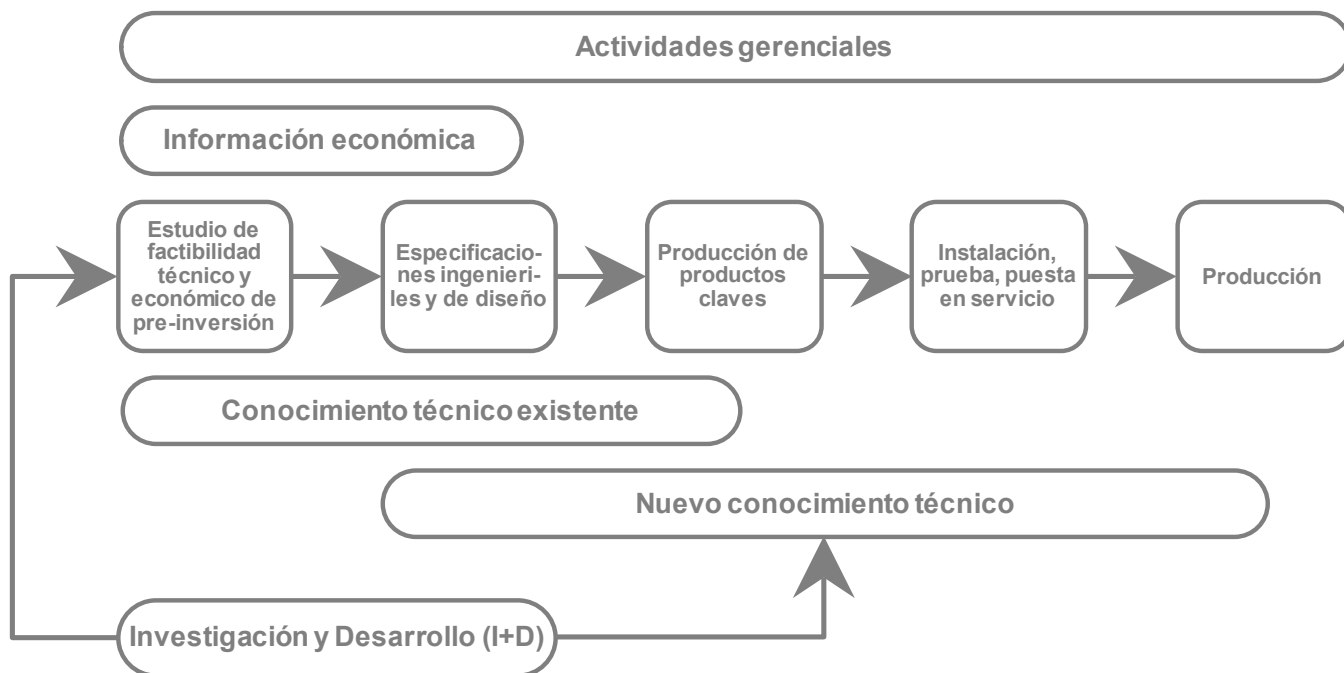 Actividades gerenciales
Información económica
Estudio de
factibilidad
técnico y
económico de
pre-inversión
Especificacio-
nes ingenieri-
les y de diseño
Producción de
productos
claves
Instalación,
prueba, puesta
en servicio
Producción
Conocimiento técnico existente
Nuevo conocimiento técnico
Investigación y Desarrollo (I+D)